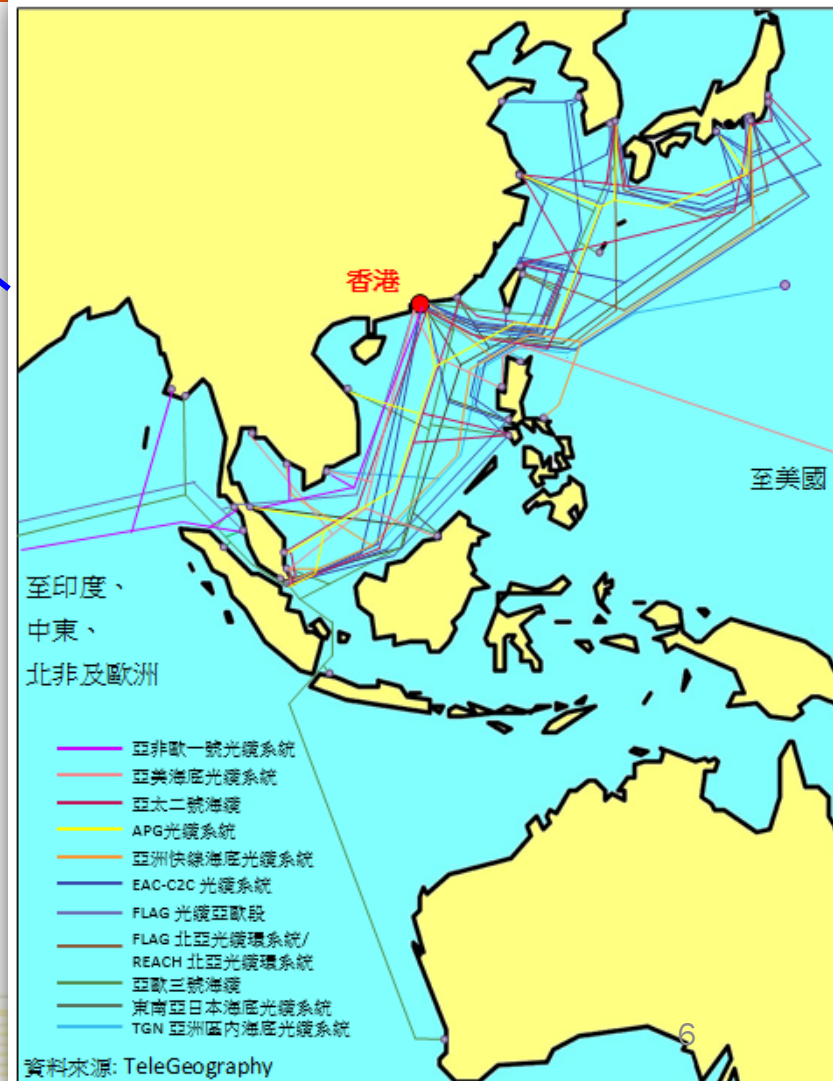 香港
至美國
至印度、
中東、
北非及歐洲
亞非歐一號光纜系統
亞美海底光纜系統
亞太二號海纜
APG光纜系統
亞洲快線海底光纜系統
EAC-C2C 光纜系統
FLAG 光纜亞歐段
FLAG 北亞光纜環系統/
REACH 北亞光纜環系統
亞歐三號海纜
東南亞日本海底光纜系統
TGN 亞洲區內海底光纜系統
6
資料來源: TeleGeography